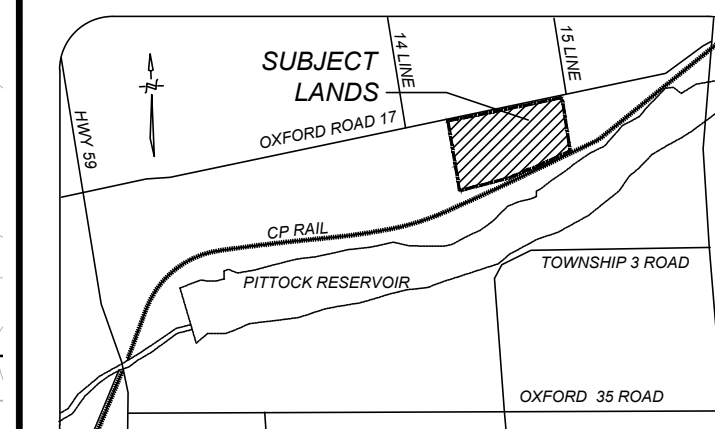 SUBJECT
LANDS
14 LINE
15 LINE
HWY 59
OXFORD ROAD 17
CP RAIL
PITTOCK RESERVOIR
TOWNSHIP 3 ROAD
OXFORD 35 ROAD